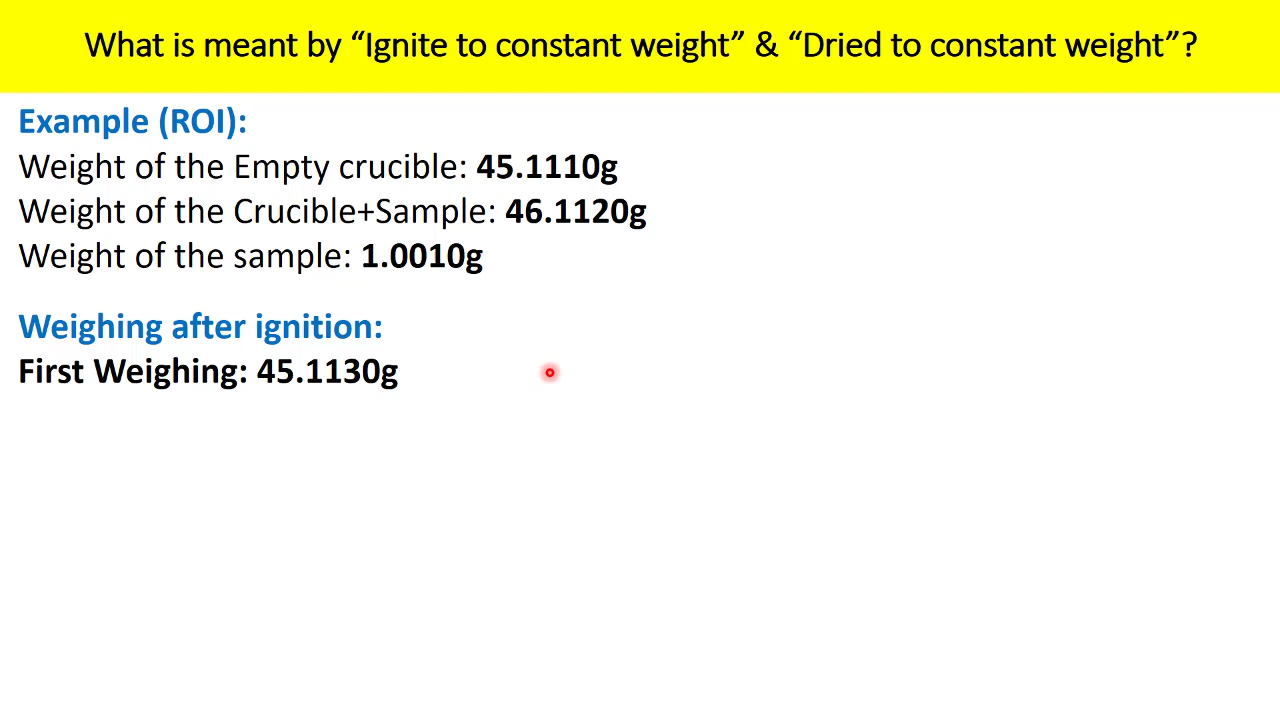 What is meant by “Ignite to constant weight” & “Dried to constant weight”?
Example (ROI):
Weight of the Empty crucible: 45.1110g
Weight of the Crucible+Sample: 46.1120g
Weight of the sample: 1.0010g
Weighing after ignition:
First Weighing: 45.1130g